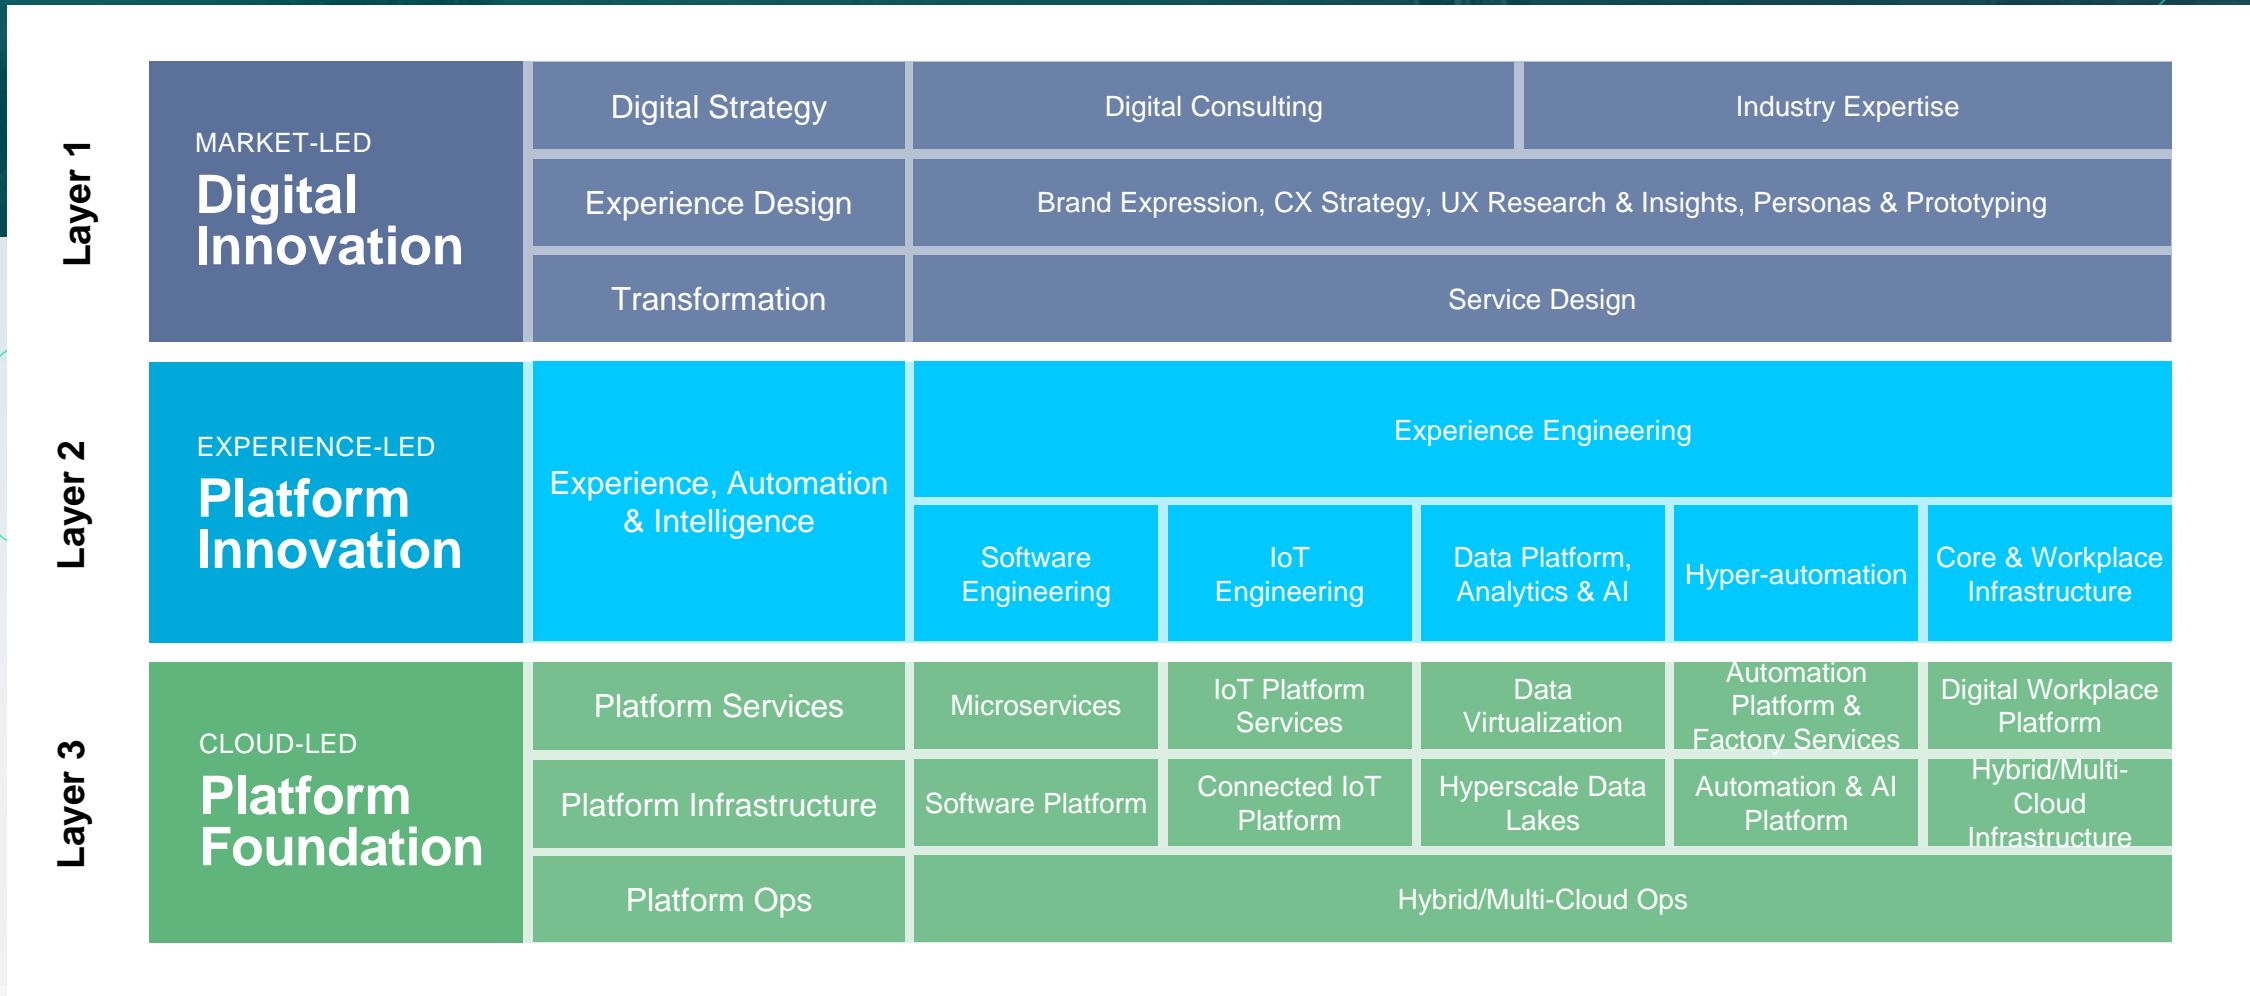 Layer 1
MARKET-LED
Digital
Innovation
Digital Strategy
Digital Consulting
Industry Expertise
Experience Design
Brand Expression, CX Strategy, UX Research & Insights, Personas & Prototyping
Transformation
Service Design
Layer 2
EXPERIENCE-LED
Platform
Innovation
Experience, Automation
& Intelligence
Experience Engineering
Software
Engineering
IoT
Engineering
Data Platform,
Analytics & AI
Hyper-automation
Core & Workplace
Infrastructure
Layer 3
CLOUD-LED
Platform
Foundation
Platform Services
Microservices
IoT Platform
Services
Data
Virtualization
Automation
Platform &
Factory Services
Digital Workplace
Platform
Platform Infrastructure
Software Platform
Connected IoT
Platform
Hyperscale Data
Lakes
Automation & AI
Platform
Hybrid/Multi-
Cloud
Infrastructure
Platform Ops
Hybrid/Multi-Cloud Ops